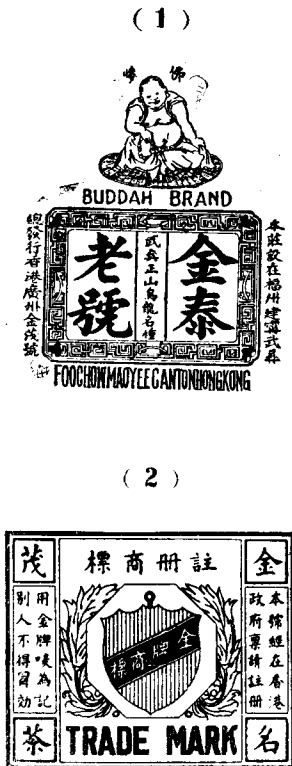 (1)
佛嘜
BUDDAH BRAND
本莊設在福州建溝武彝
金泰
武彝正山烏龍名種
老號
總發行香港廣州金茂號
FOOCHOW MAOYEE CANTON HONGKONG
(2)
金
註冊商標
茂
本號經在香港
政府禀請註冊
金牌商標
用金牌嘜為記
別人不得冒効
名
TRADE MARK
茶